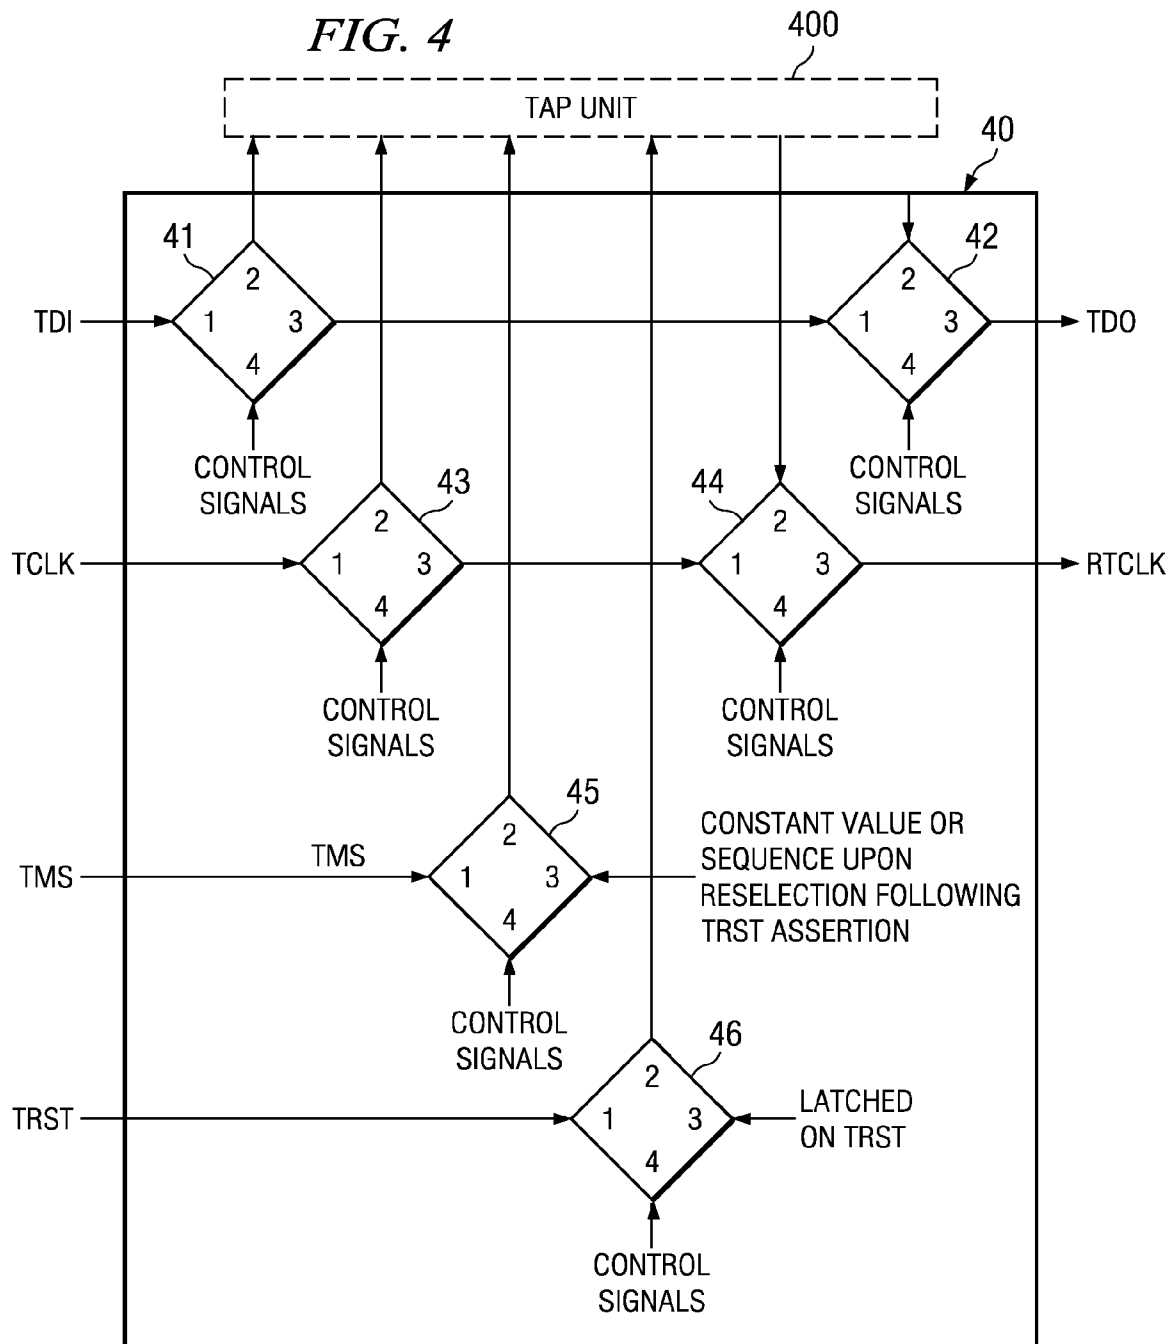 FIG. 4
400
TAP UNIT
40
41
42
2
2
TDI
1
3
1
3
TDO
4
4
CONTROL
SIGNALS
CONTROL
SIGNALS
43
44
2
2
TCLK
1
3
1
3
RTCLK
4
4
CONTROL
SIGNALS
CONTROL
SIGNALS
45
2
TMS
TMS
1
3
4
CONSTANT VALUE OR
SEQUENCE UPON
RESELECTION FOLLOWING
TRST ASSERTION
CONTROL
SIGNALS
46
2
TRST
1
3
4
LATCHED
ON TRST
CONTROL
SIGNALS